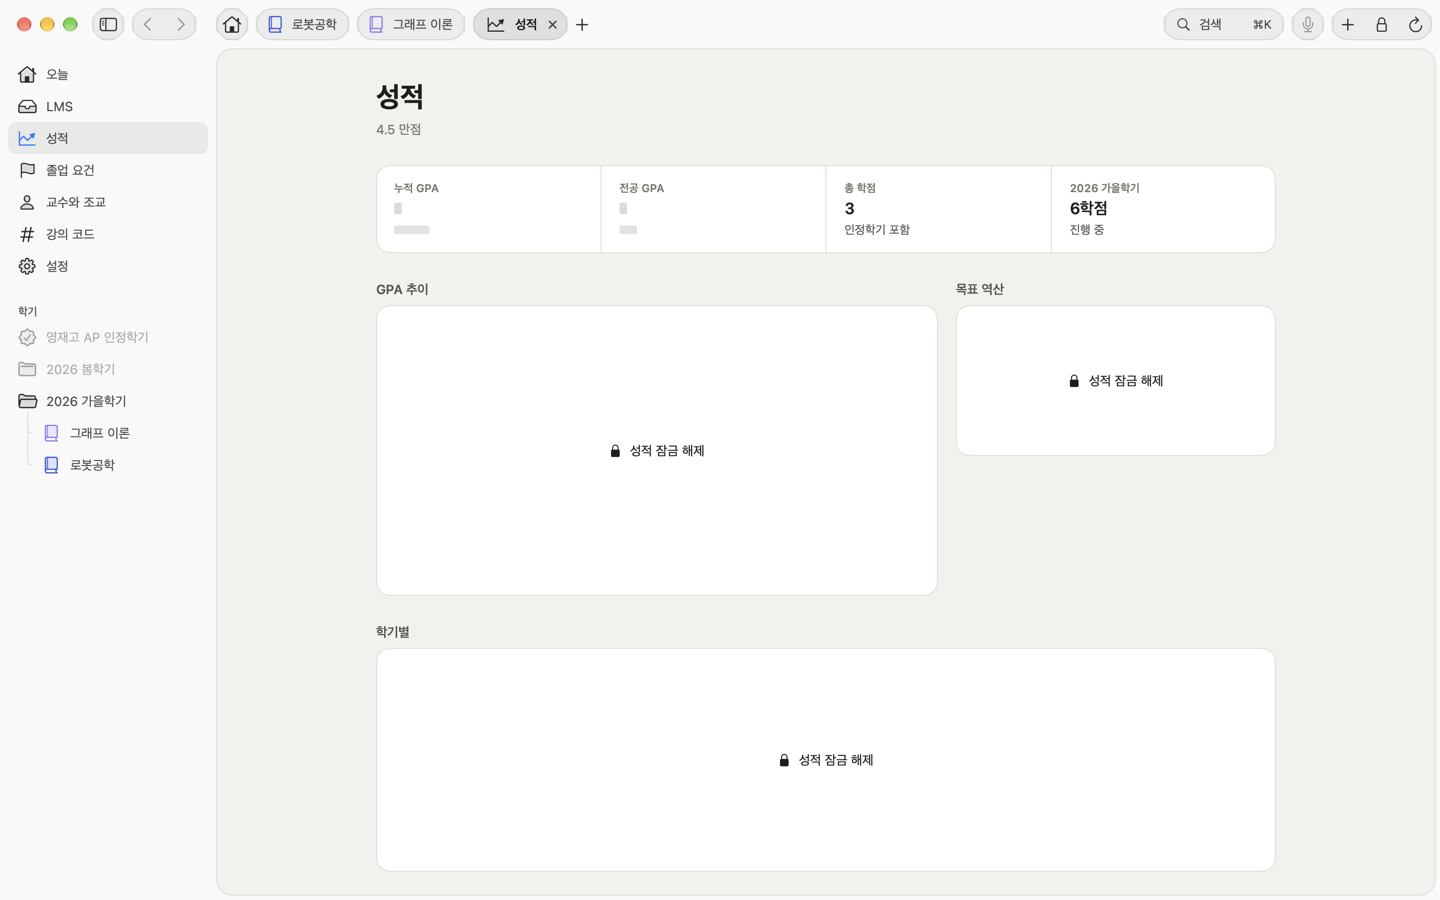 로봇공학
그래프 이론
성적
검색 ⌘K
오늘
LMS
성적
졸업 요건
교수와 조교
강의 코드
설정
학기
영재고 AP 인정학기
2026 봄학기
2026 가을학기
그래프 이론
로봇공학
성적
4.5 만점
누적 GPA
전공 GPA
총 학점
3
인정학기 포함
2026 가을학기
6학점
진행 중
GPA 추이
성적 잠금 해제
목표 역산
성적 잠금 해제
학기별
성적 잠금 해제